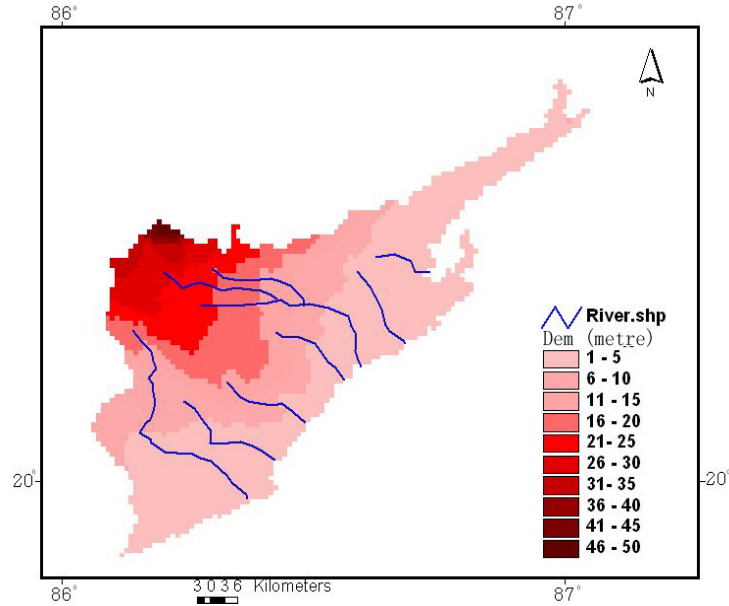 86° 87°
N
River.shp
Dem (metre)
1 - 5
6 - 10
11 - 15
16 - 20
21 - 25
26 - 30
31 - 35
36 - 40
41 - 45
46 - 50
20° 20°
3 0 3 6 Kilometers
86° 87°